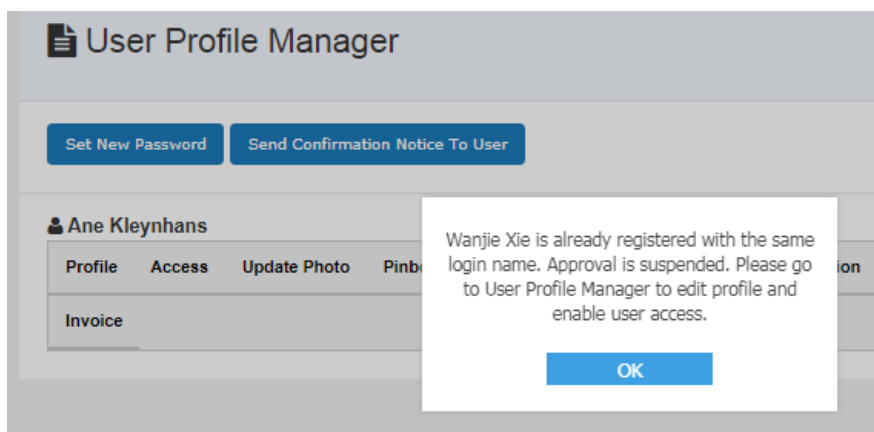 User Profile Manager
Set New Password Send Confirmation Notice To User
Ane Kleynhans
Profile Access Update Photo
Invoice
Wanjie Xie is already registered with the same
login name. Approval is suspended. Please go
to User Profile Manager to edit profile and
enable user access.
OK